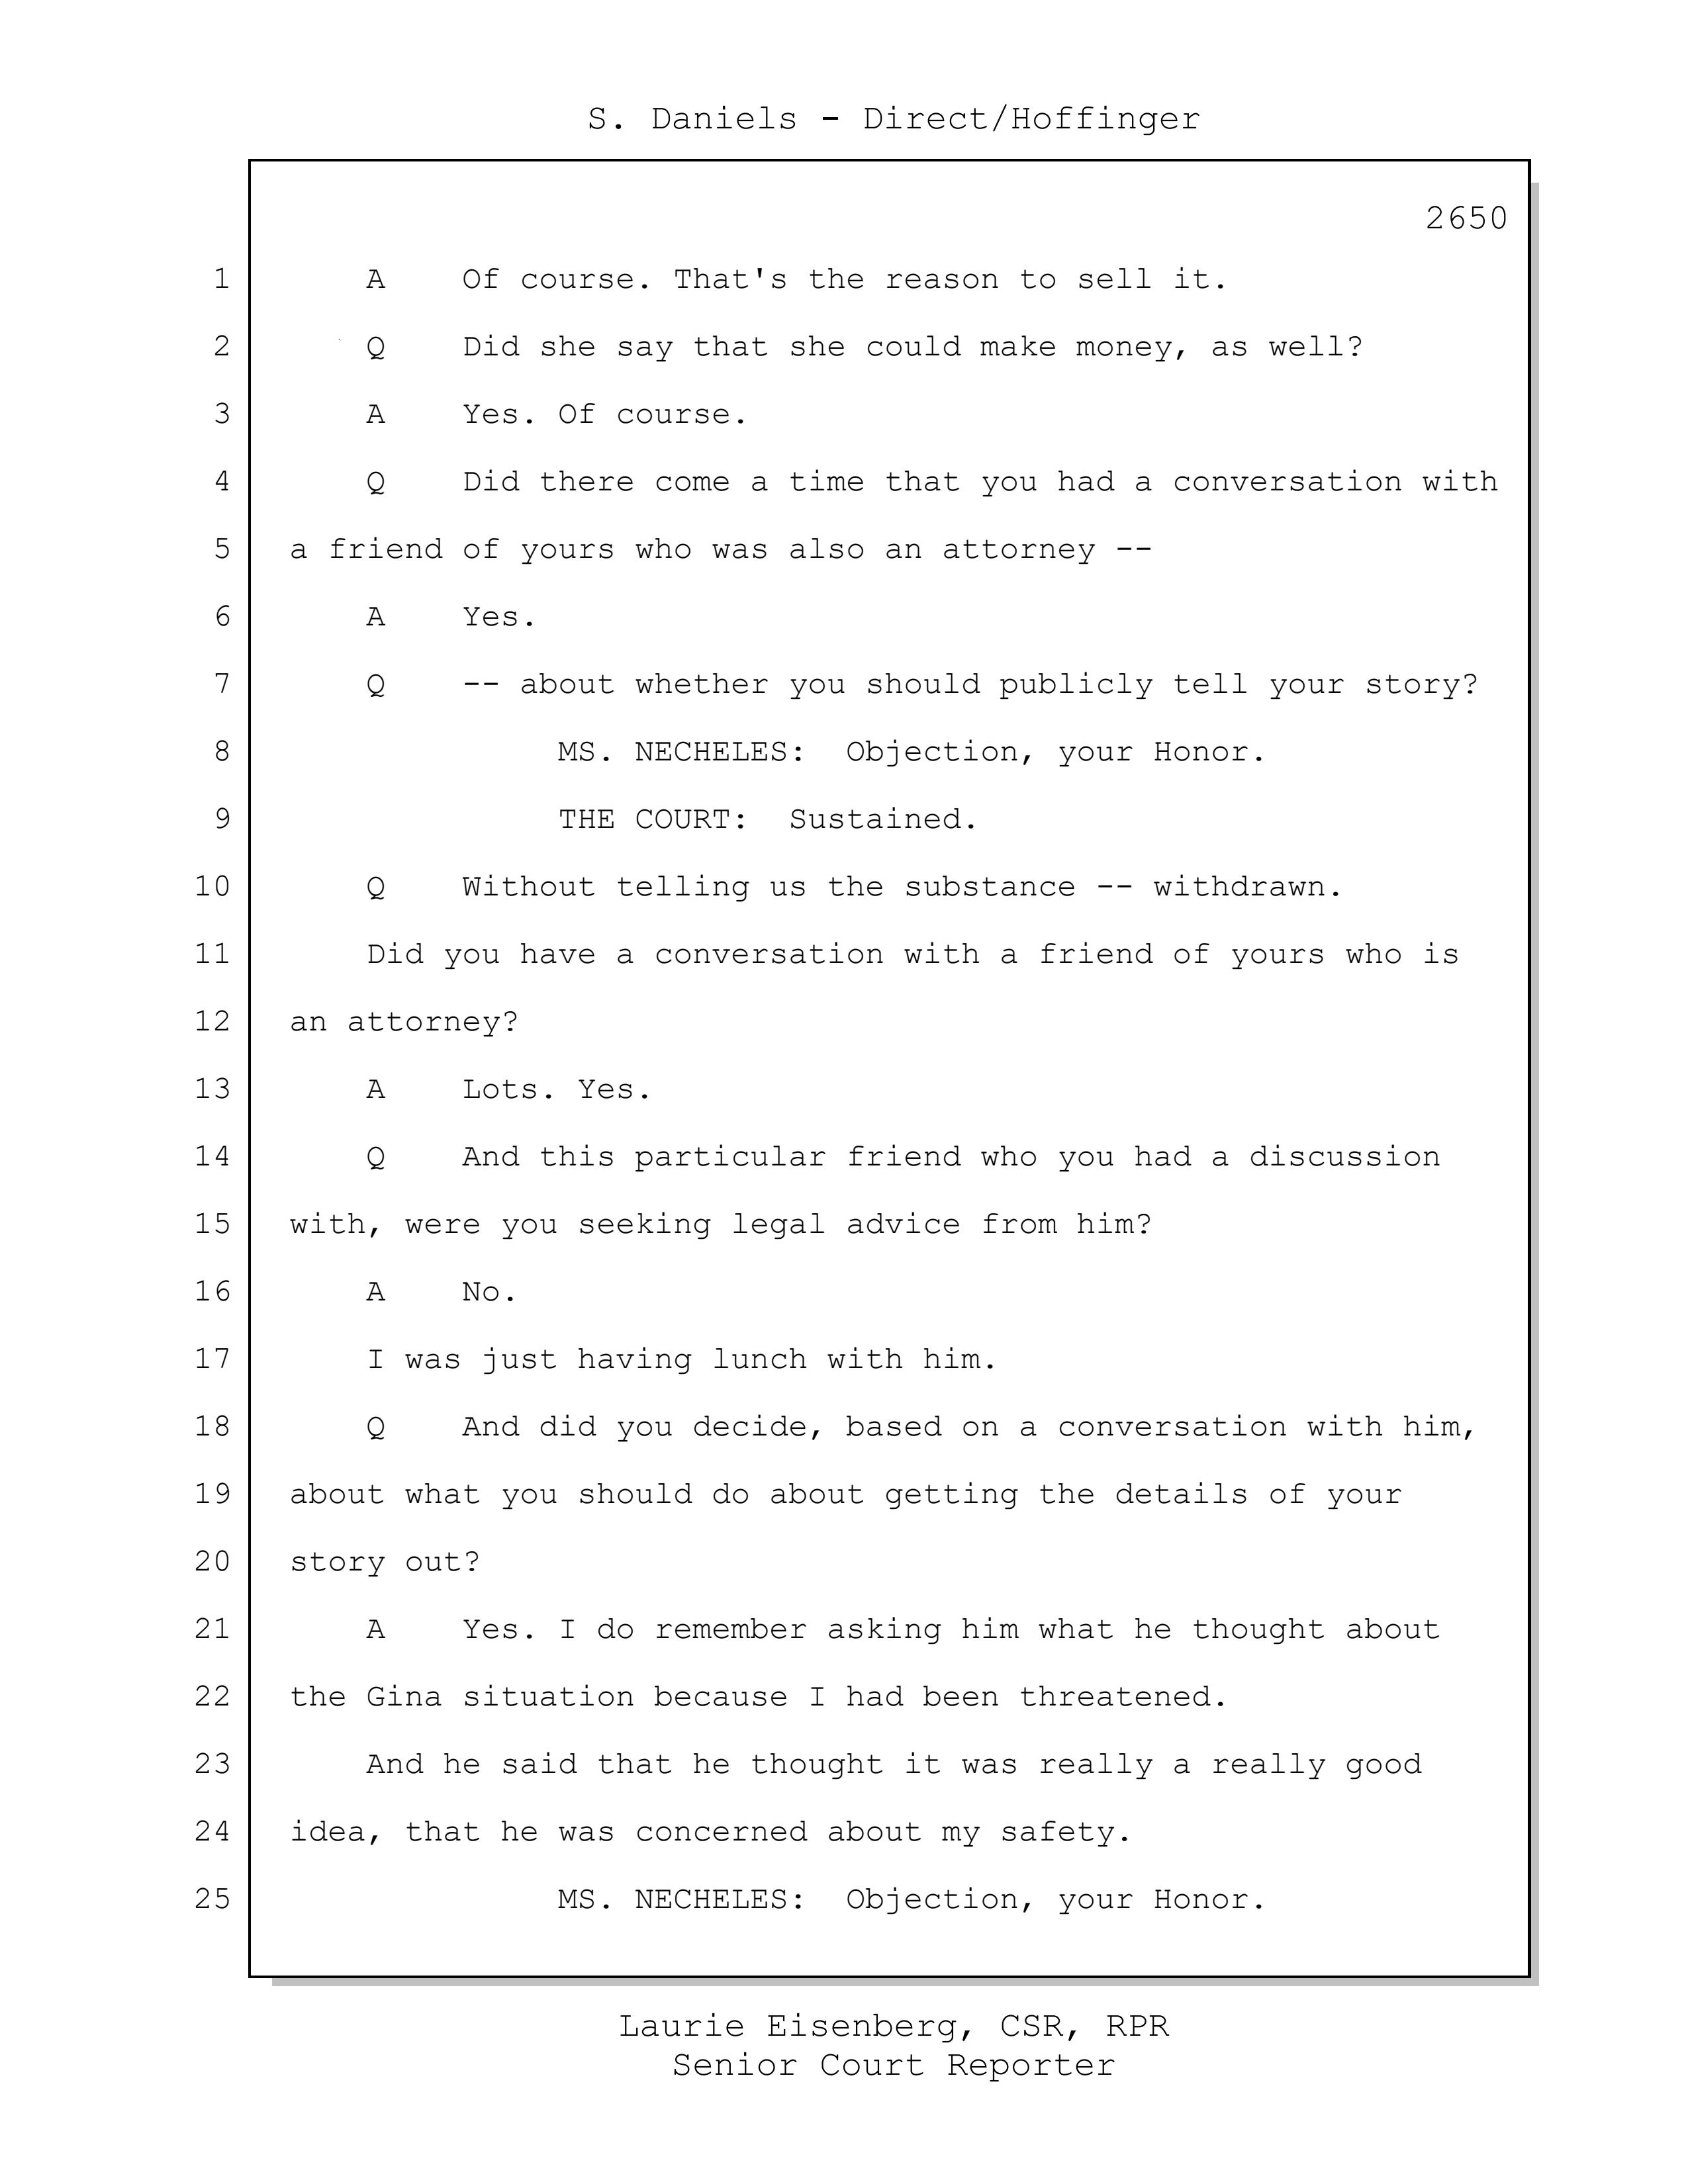 S. Daniels - Direct/Hoffinger
2650
1 A Of course. That's the reason to sell it.
2 Q Did she say that she could make money, as well?
3 A Yes. Of course.
4 Q Did there come a time that you had a conversation with
5 a friend of yours who was also an attorney --
6 A Yes.
7 Q -- about whether you should publicly tell your story?
8 MS. NECHELES: Objection, your Honor.
9 THE COURT: Sustained.
10 Q Without telling us the substance -- withdrawn.
11 Did you have a conversation with a friend of yours who is
12 an attorney?
13 A Lots. Yes.
14 Q And this particular friend who you had a discussion
15 with, were you seeking legal advice from him?
16 A No.
17 I was just having lunch with him.
18 Q And did you decide, based on a conversation with him,
19 about what you should do about getting the details of your
20 story out?
21 A Yes. I do remember asking him what he thought about
22 the Gina situation because I had been threatened.
23 And he said that he thought it was really a really good
24 idea, that he was concerned about my safety.
25 MS. NECHELES: Objection, your Honor.
Laurie Eisenberg, CSR, RPR
Senior Court Reporter